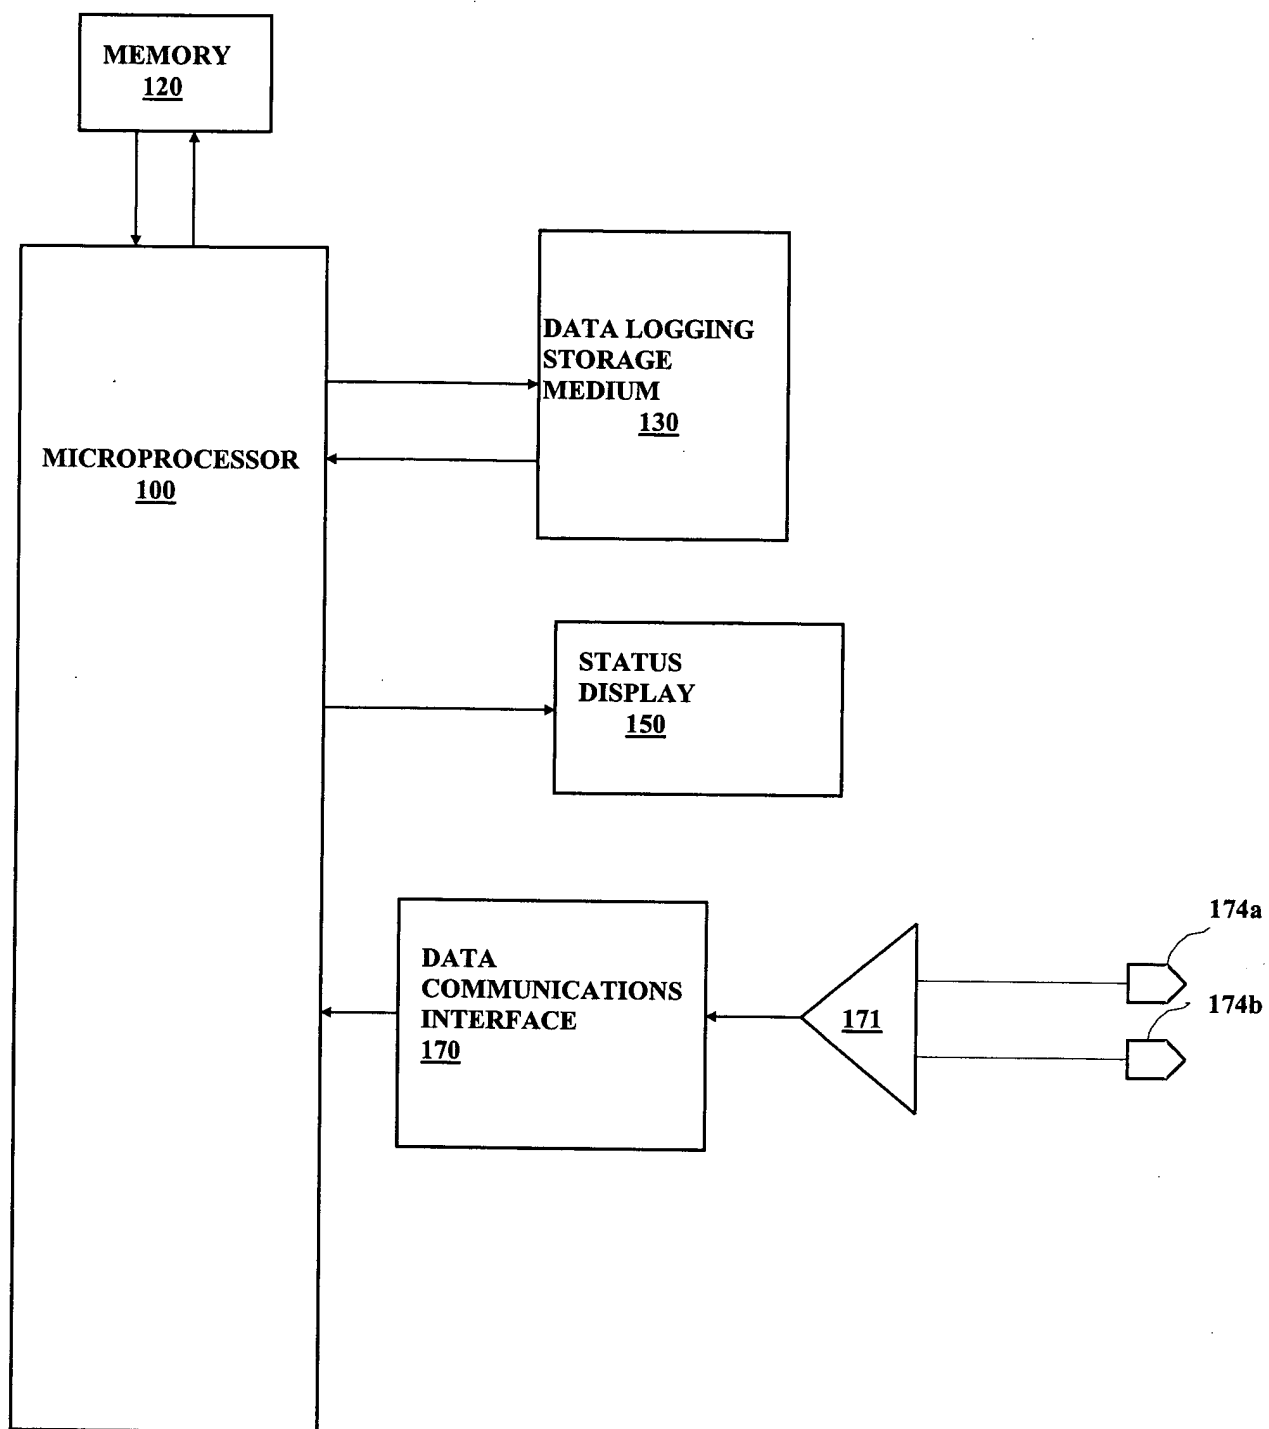 MEMORY
120
DATA LOGGING
STORAGE
MEDIUM
130
MICROPROCESSOR
100
STATUS
DISPLAY
150
174a
DATA
COMMUNICATIONS
INTERFACE
170
171
174b